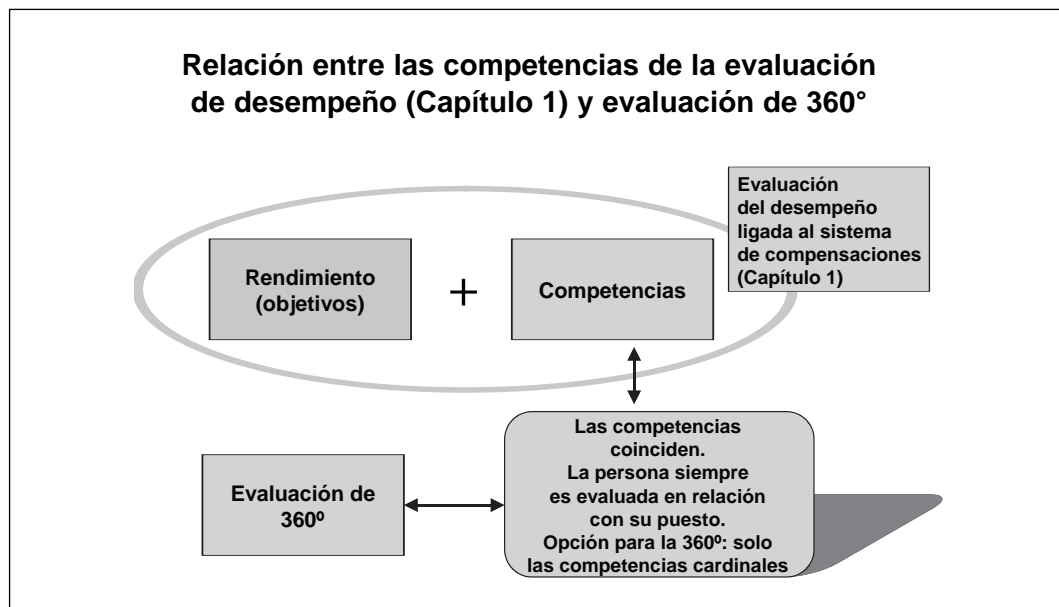 Relación entre las competencias de la evaluación
de desempeño (Capítulo 1) y evaluación de 360°
Evaluación
del desempeño
ligada al sistema
de compensaciones
(Capítulo 1)
Rendimiento
(objetivos)
+
Competencias
Las competencias
coinciden.
La persona siempre
es evaluada en relación
con su puesto.
Opción para la 360º: solo
las competencias cardinales
Evaluación de
360º